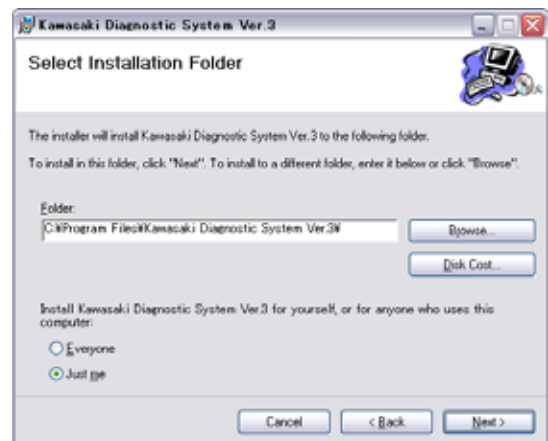 Kawasaki Diagnostic System Ver.3
Select Installation Folder
The installer will install Kawasaki Diagnostic System Ver.3 to the following folder.
To install in this folder, click "Next". To install to a different folder, enter it below or click "Browse".
Folder:
C:¥Program Files¥Kawasaki Diagnostic System Ver.3¥
Browse...
Disk Cost...
Install Kawasaki Diagnostic System Ver.3 for yourself, or for anyone who uses this
computer:
Everyone
Just me
Cancel
< Back
Next >